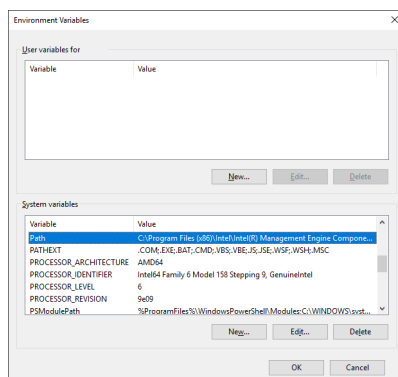 Environment Variables
User variables for
Variable Value
New... Edit... Delete
System variables
Variable Value
Path C:\Program Files (x86)\Intel\Intel(R) Management Engine Compone...
PATHEXT .COM;.EXE;.BAT;.CMD;.VBS;.VBE;.JS;.JSE;.WSF;.WSH;.MSC
PROCESSOR_ARCHITECTURE AMD64
PROCESSOR_IDENTIFIER Intel64 Family 6 Model 158 Stepping 9, GenuineIntel
PROCESSOR_LEVEL 6
PROCESSOR_REVISION 9e09
PSModulePath %ProgramFiles%\WindowsPowerShell\Modules;C:\WINDOWS\syst...
New... Edit... Delete
OK Cancel